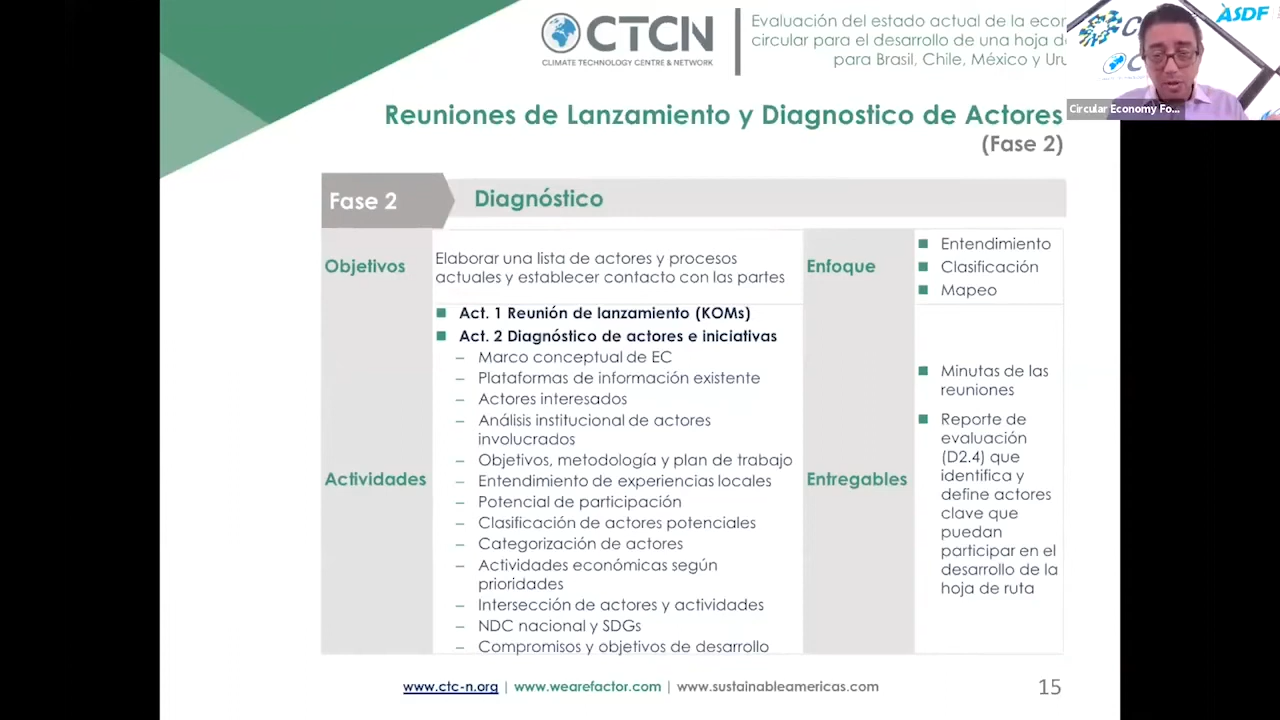 CTCN
CLIMATE TECHNOLOGY CENTRE & NETWORK
Evaluación del estado actual de la
circular para el desarrollo de una hoja
para Brasil, Chile, México y
ASDF
Circular Economy Fo...
Reuniones de Lanzamiento y Diagnostico de Actores
(Fase 2)
Fase 2
Diagnóstico
Objetivos
Elaborar una lista de actores y procesos
actuales y establecer contacto con las partes
Enfoque
Entendimiento
Clasificación
Mapeo
Actividades
Act. 1 Reunión de lanzamiento (KOMs)
Act. 2 Diagnóstico de actores e iniciativas
– Marco conceptual de EC
– Plataformas de información existente
– Actores interesados
– Análisis institucional de actores
involucrados
– Objetivos, metodología y plan de trabajo
– Entendimiento de experiencias locales
– Potencial de participación
– Clasificación de actores potenciales
– Categorización de actores
– Actividades económicas según
prioridades
– Intersección de actores y actividades
– NDC nacional y SDGs
– Compromisos y objetivos de desarrollo
Entregables
Minutas de las
reuniones
Reporte de
evaluación
(D2.4) que
identifica y
define actores
clave que
puedan
participar en el
desarrollo de la
hoja de ruta
www.ctc-n.org | www.wearefactor.com | www.sustainableamericas.com
15